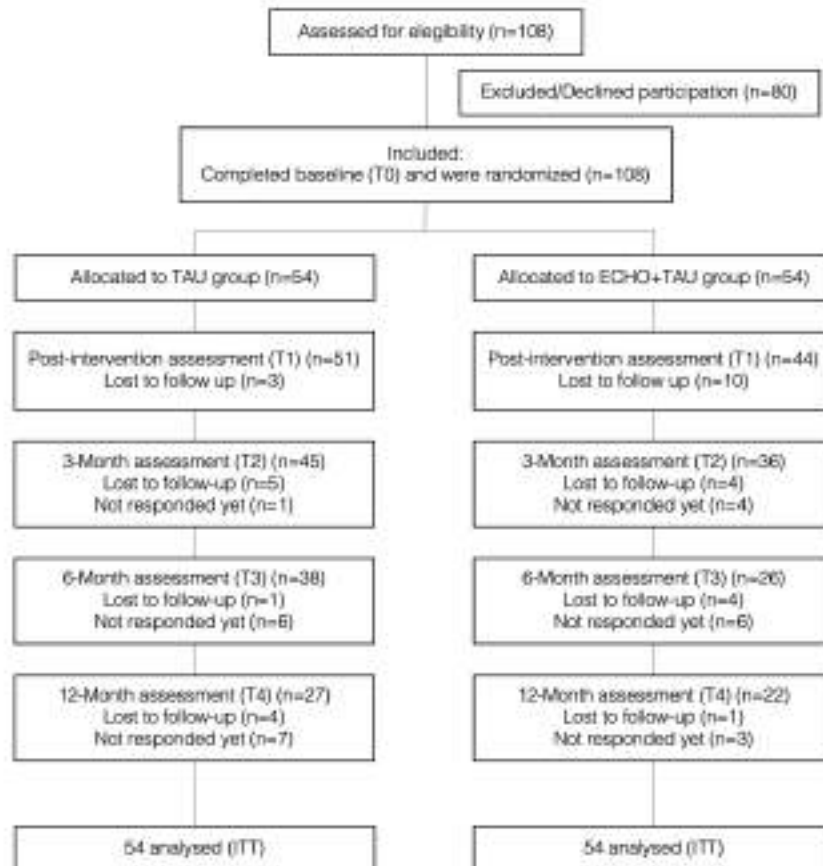 Assessed for elegibility (n=108)
Excluded/Declined participation (n=80)
Included:
Completed baseline (T0) and were randomized (n=108)
Allocated to TAU group (n=54)
Allocated to ECHO+TAU group (n=54)
Post-intervention assessment (T1) (n=51)
Lost to follow up (n=3)
Post-intervention assessment (T1) (n=44)
Lost to follow up (n=10)
3-Month assessment (T2) (n=45)
Lost to follow-up (n=5)
Not responded yet (n=1)
3-Month assessment (T2) (n=36)
Lost to follow-up (n=4)
Not responded yet (n=4)
6-Month assessment (T3) (n=38)
Lost to follow-up (n=1)
Not responded yet (n=6)
6-Month assessment (T3) (n=26)
Lost to follow-up (n=4)
Not responded yet (n=6)
12-Month assessment (T4) (n=27)
Lost to follow-up (n=4)
Not responded yet (n=7)
12-Month assessment (T4) (n=22)
Lost to follow-up (n=1)
Not responded yet (n=3)
54 analysed (ITT)
54 analysed (ITT)